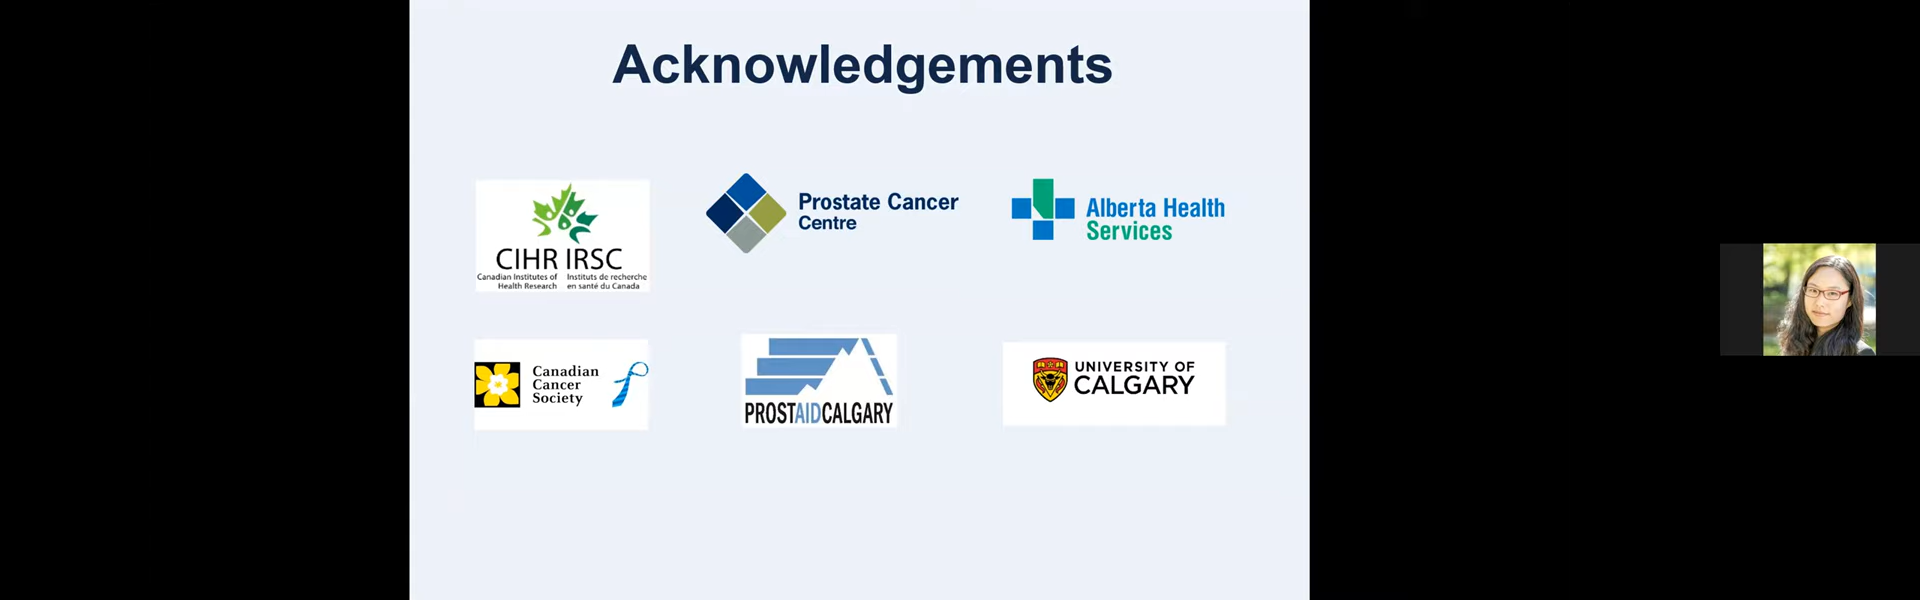 Acknowledgements
CIHR IRSC
Canadian Institutes of Health Research
Instituts de recherche en santé du Canada
Prostate Cancer
Centre
Alberta Health
Services
Canadian
Cancer
Society
PROSTAIDCALGARY
UNIVERSITY OF
CALGARY